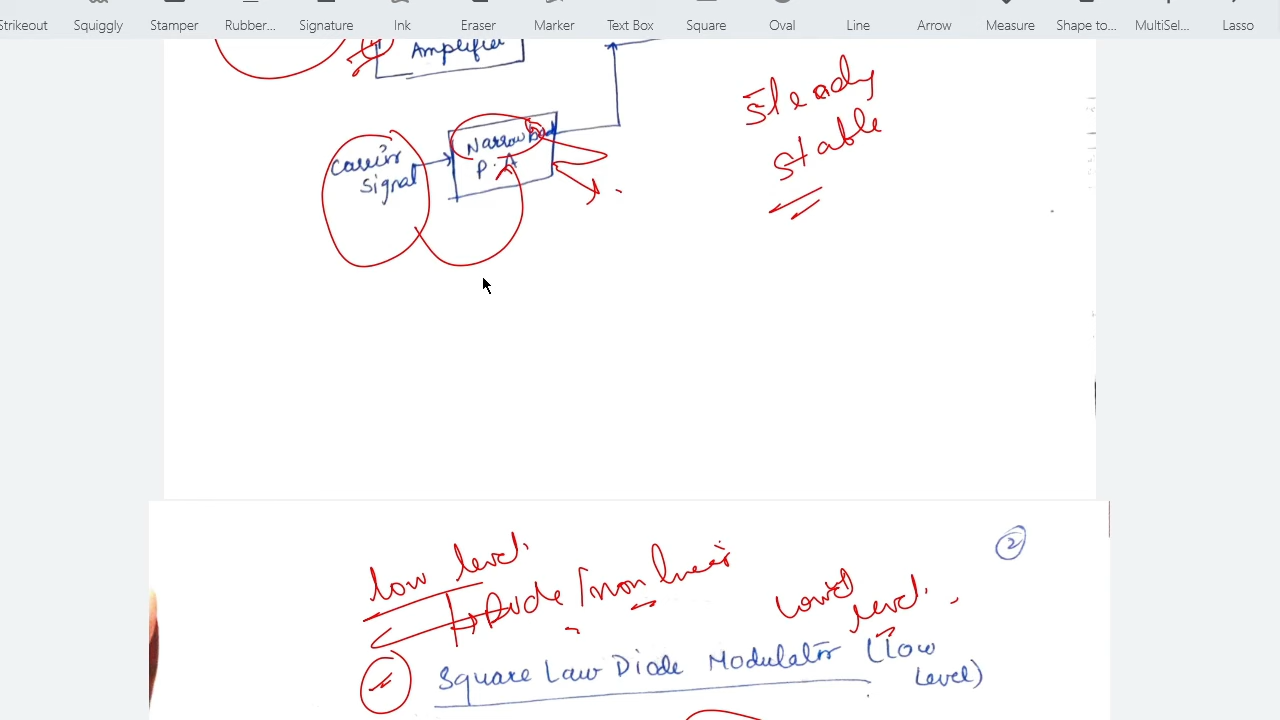 Strikeout Squiggly Stamper Rubber... Signature Ink Eraser Marker Text Box Square Oval Line Arrow Measure Shape to... MultiSel... Lasso
Amplifier
Steady
stable
Carrier
signal
Narrow band
P.A
2
low level.
Diode / non linear
level.
Square Law Diode Modulator (low
level)